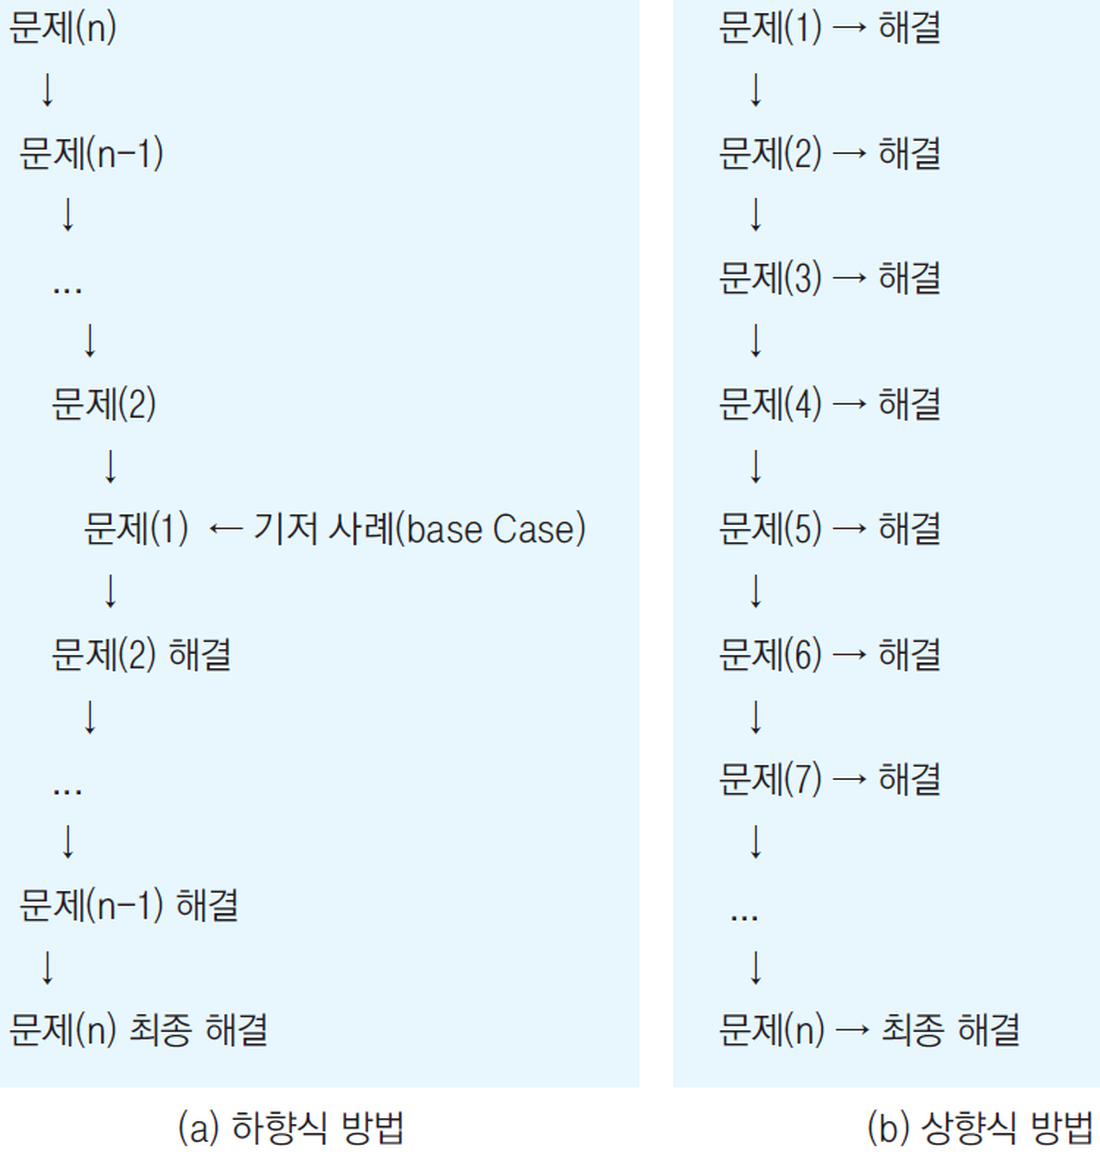 문제(n)
↓
문제(n-1)
↓
...
↓
문제(2)
↓
문제(1) ← 기저 사례(base Case)
↓
문제(2) 해결
↓
...
↓
문제(n-1) 해결
↓
문제(n) 최종 해결
(a) 하향식 방법
문제(1) → 해결
↓
문제(2) → 해결
↓
문제(3) → 해결
↓
문제(4) → 해결
↓
문제(5) → 해결
↓
문제(6) → 해결
↓
문제(7) → 해결
↓
...
↓
문제(n) → 최종 해결
(b) 상향식 방법